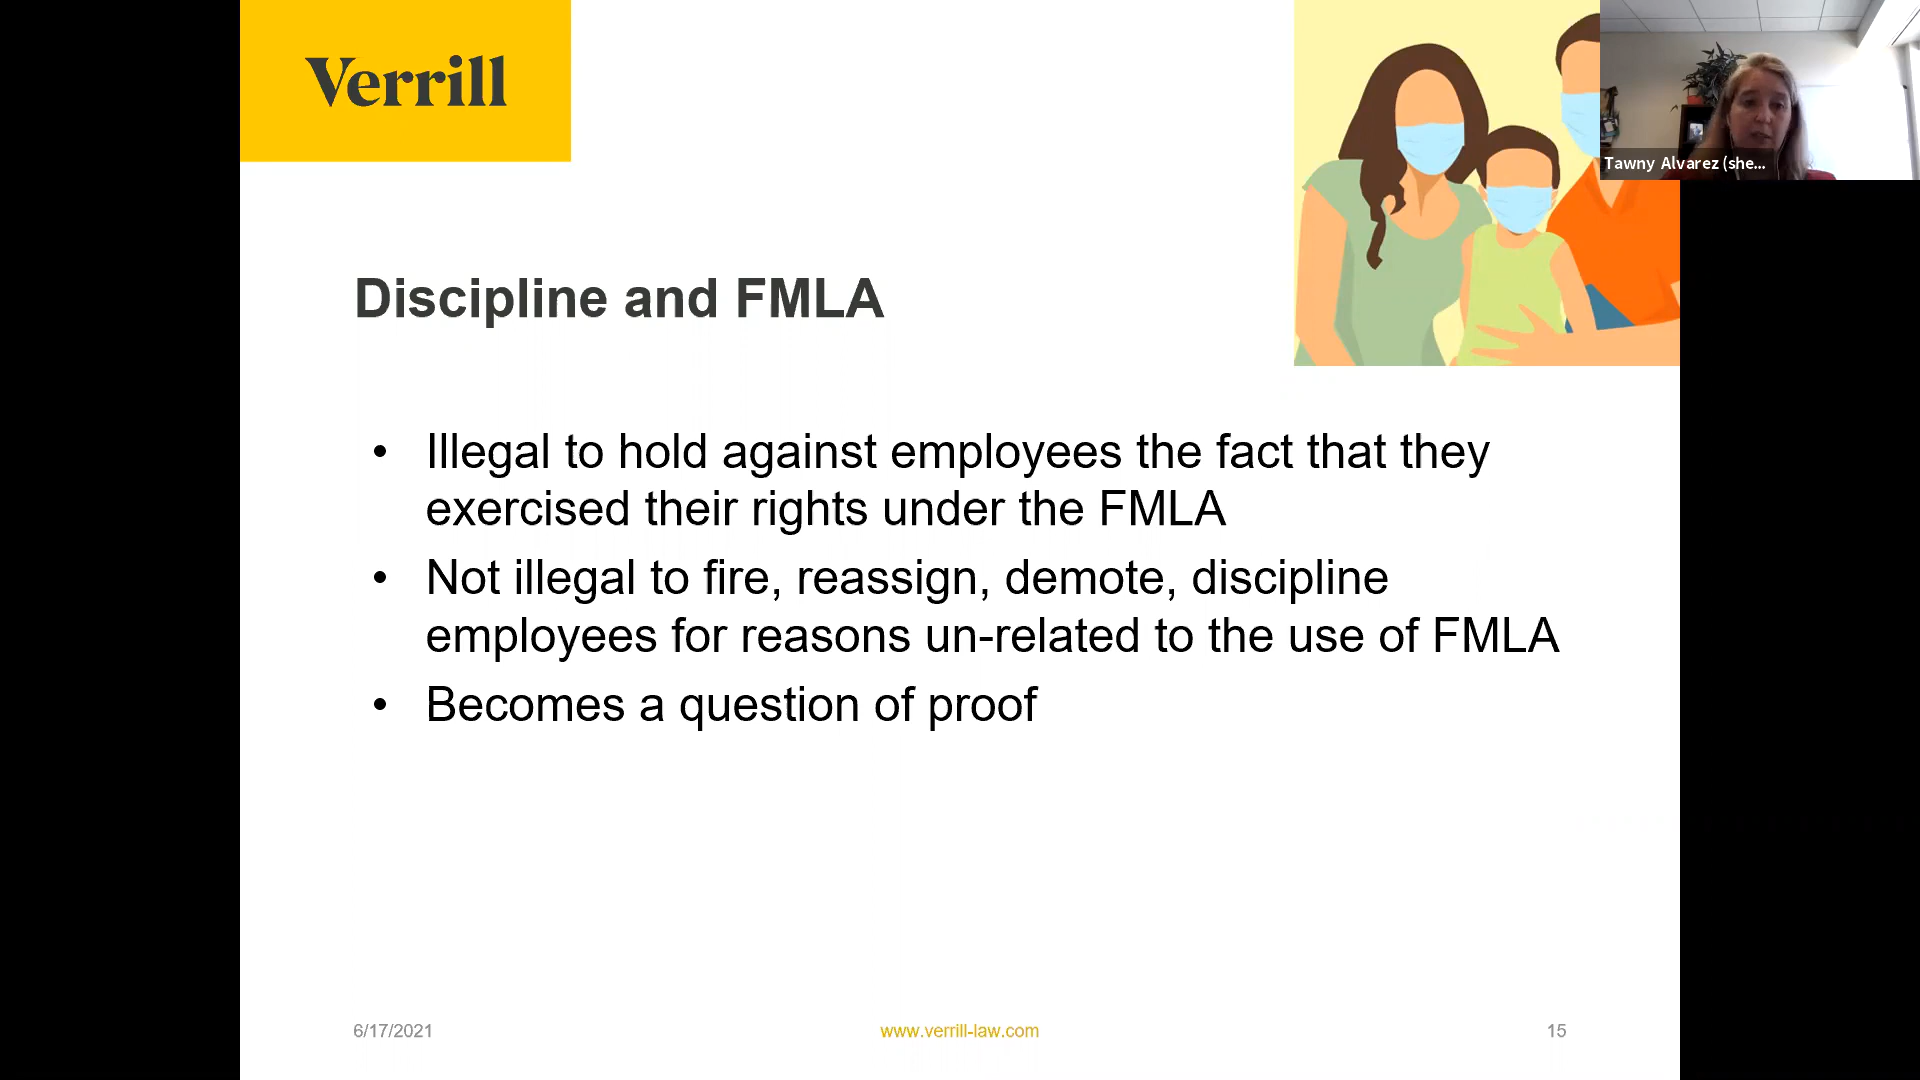 Verrill
Tawny Alvarez (she...
Discipline and FMLA
• Illegal to hold against employees the fact that they
exercised their rights under the FMLA
• Not illegal to fire, reassign, demote, discipline
employees for reasons un-related to the use of FMLA
• Becomes a question of proof
6/17/2021
www.verrill-law.com
15